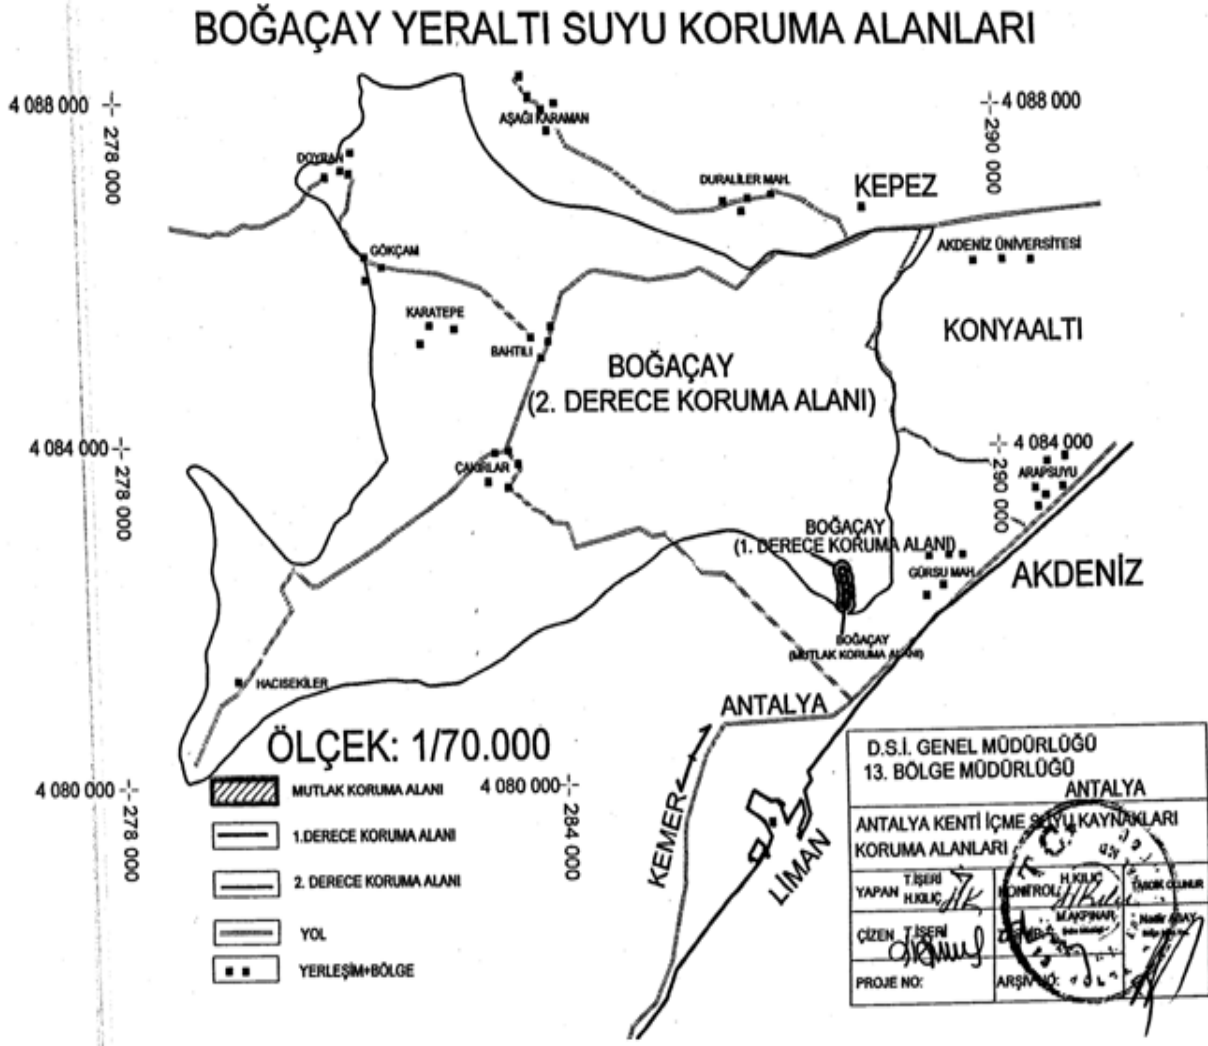 BOĞAÇAY YERALTI SUYU KORUMA ALANLARI
4 088 000
278 000
4 088 000
290 000
AŞAĞI KARAMAN
DOYRAN
DURALİLER MAH.
KEPEZ
AKDENİZ ÜNİVERSİTESİ
GÖKÇAM
KARATEPE
BAHTILI
KONYAALTI
BOĞAÇAY
(2. DERECE KORUMA ALANI)
4 084 000
278 000
4 084 000
290 000
ÇAKIRLAR
ARAPSUYU
BOĞAÇAY
(1. DERECE KORUMA ALANI)
GÜRSU MAH.
AKDENİZ
BOĞAÇAY
(MUTLAK KORUMA ALANI)
HACISEKİLER
ANTALYA
KEMER
LİMAN
ÖLÇEK: 1/70.000
4 080 000
278 000
4 080 000
284 000
MUTLAK KORUMA ALANI
1.DERECE KORUMA ALANI
2. DERECE KORUMA ALANI
YOL
YERLEŞİM+BÖLGE
D.S.İ. GENEL MÜDÜRLÜĞÜ
13. BÖLGE MÜDÜRLÜĞÜ
ANTALYA
ANTALYA KENTİ İÇME SUYU KAYNAKLARI
KORUMA ALANLARI
YAPAN
T.İŞERİ
H.KILIÇ
KONTROL
H.KILIÇ
M.AKPINAR
TASDİK OLUNUR
ÇİZEN
T.İŞERİ
PROJE NO:
ARŞİV NO:
T.C.